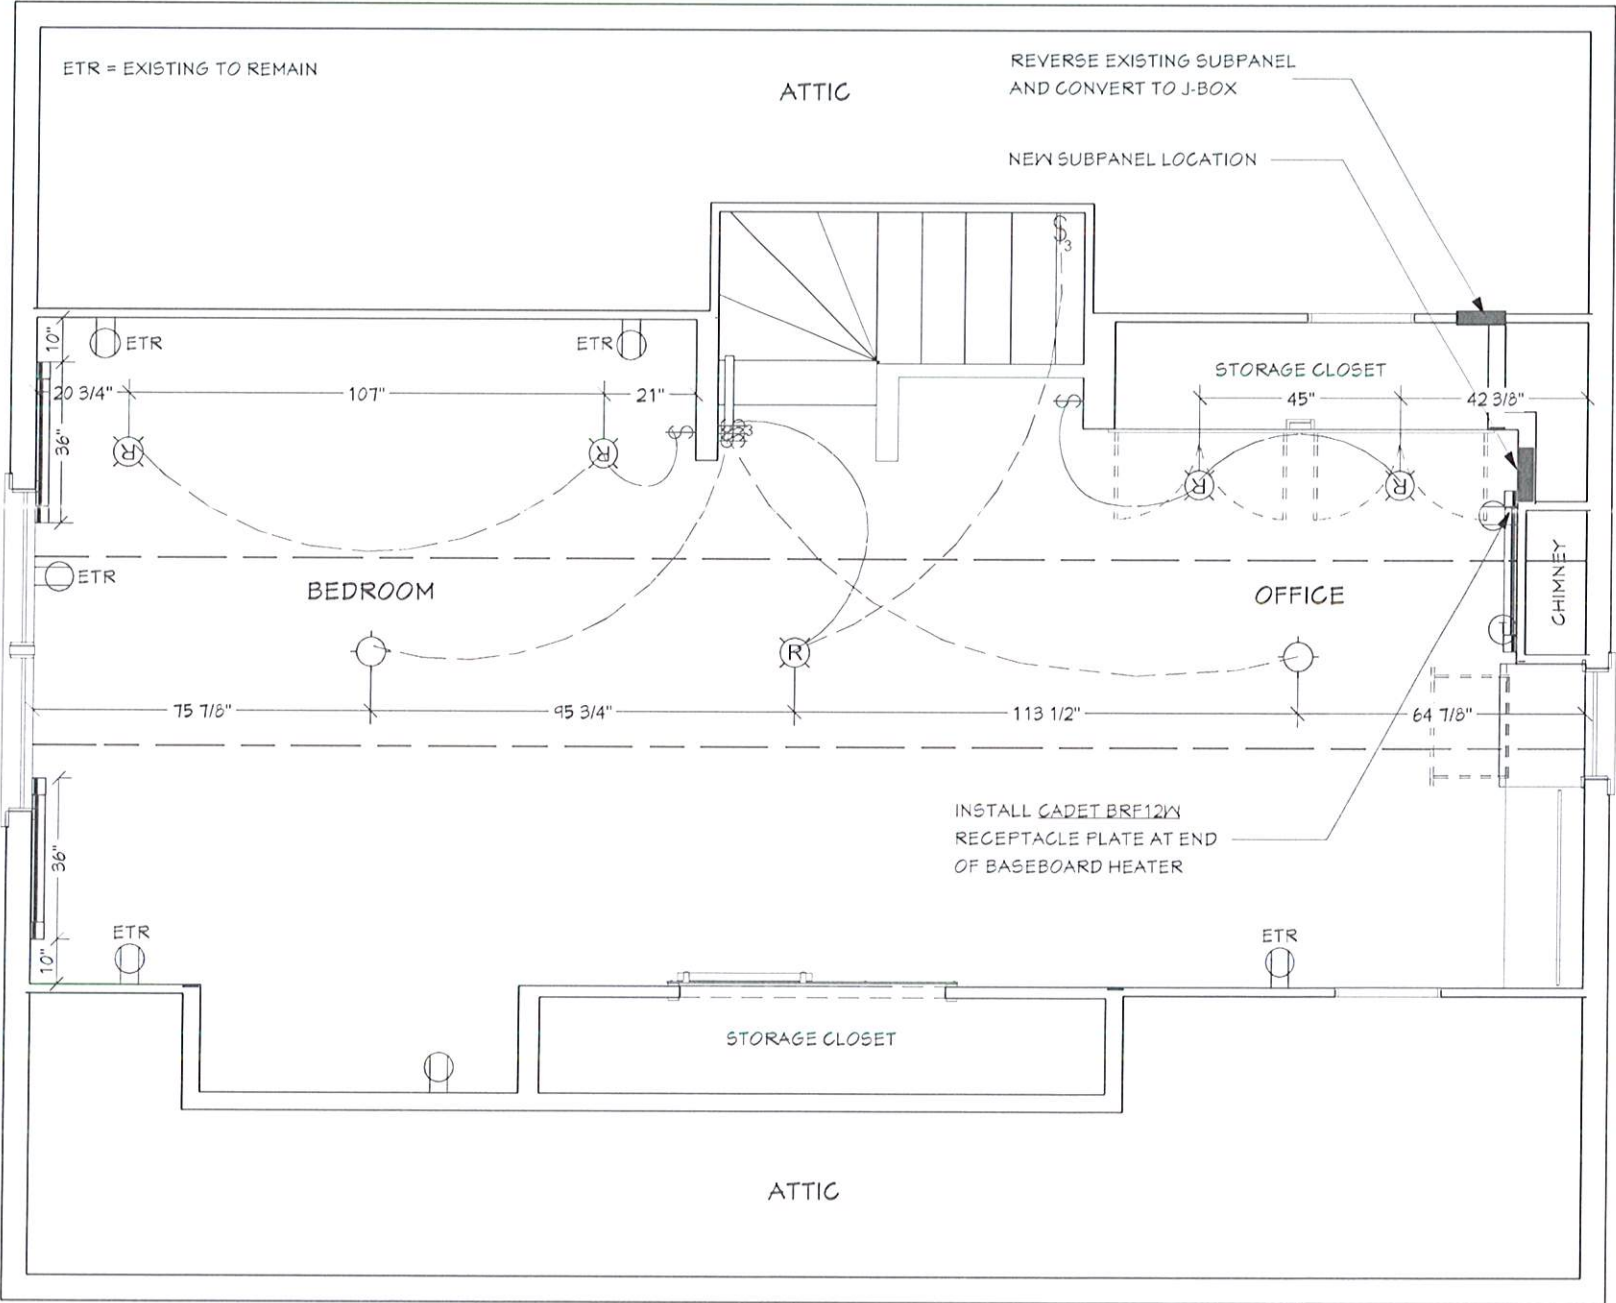 ETR = EXISTING TO REMAIN
ATTIC
REVERSE EXISTING SUBPANEL
AND CONVERT TO J-BOX
NEW SUBPANEL LOCATION
$3
10"
ETR
ETR
STORAGE CLOSET
20 3/4"
107"
21"
45"
42 3/8"
36"
R
R
$
$
R
R
ETR
BEDROOM
OFFICE
CHIMNEY
R
75 7/8"
95 3/4"
113 1/2"
64 7/8"
INSTALL CADET BRF12W
RECEPTACLE PLATE AT END
OF BASEBOARD HEATER
36"
10"
ETR
ETR
STORAGE CLOSET
ATTIC